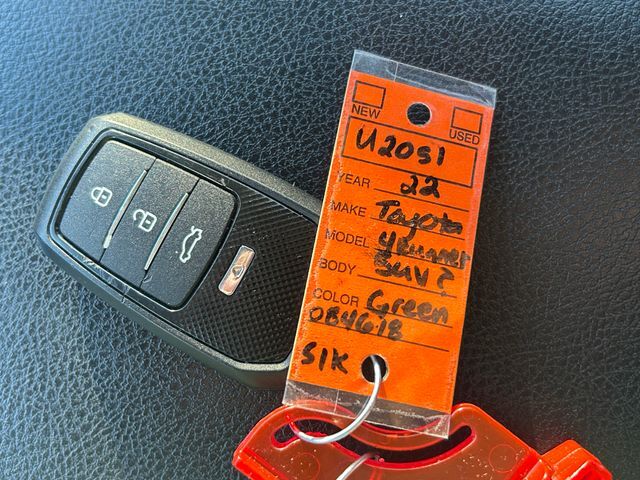 NEW USED
U2051
YEAR 22
MAKE Toyota
MODEL 4Runner
BODY SUV ?
COLOR Green
084618
51K